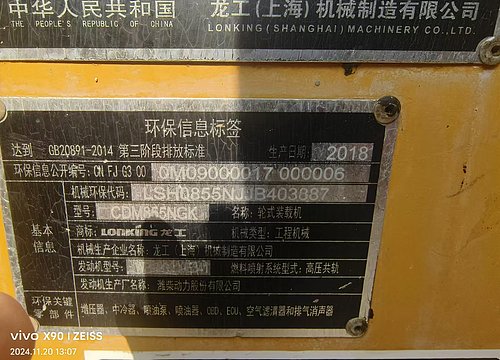 中华人民共和国 龙工(上海)机械制造有限公司
THE PEOPLE'S REPUBLIC OF CHINA LONKING (SHANGHAI) MACHINERY CO.,LTD.
环保信息标签
达到 GB20891-2014 第三阶段排放标准 生产日期: 2018
环保信息公开编号: CN FJ G3 00 0M09000017 000006
机械环保代码: LSH0855NJJB403887
型号: CDM855NGK 名称: 轮式装载机
基本信息 商标: LONKING 龙工 机械类型: 工程机械
机械生产企业名称: 龙工(上海)机械制造有限公司
发动机型号: 燃料喷射系统型式: 高压共轨
发动机生产厂名称: 潍柴动力股份有限公司
环保关键零部件 增压器、中冷器、喷油泵、喷油器、OBD、ECU、空气滤清器和排气消声器
vivo X90 | ZEISS
2024.11.20 13:07